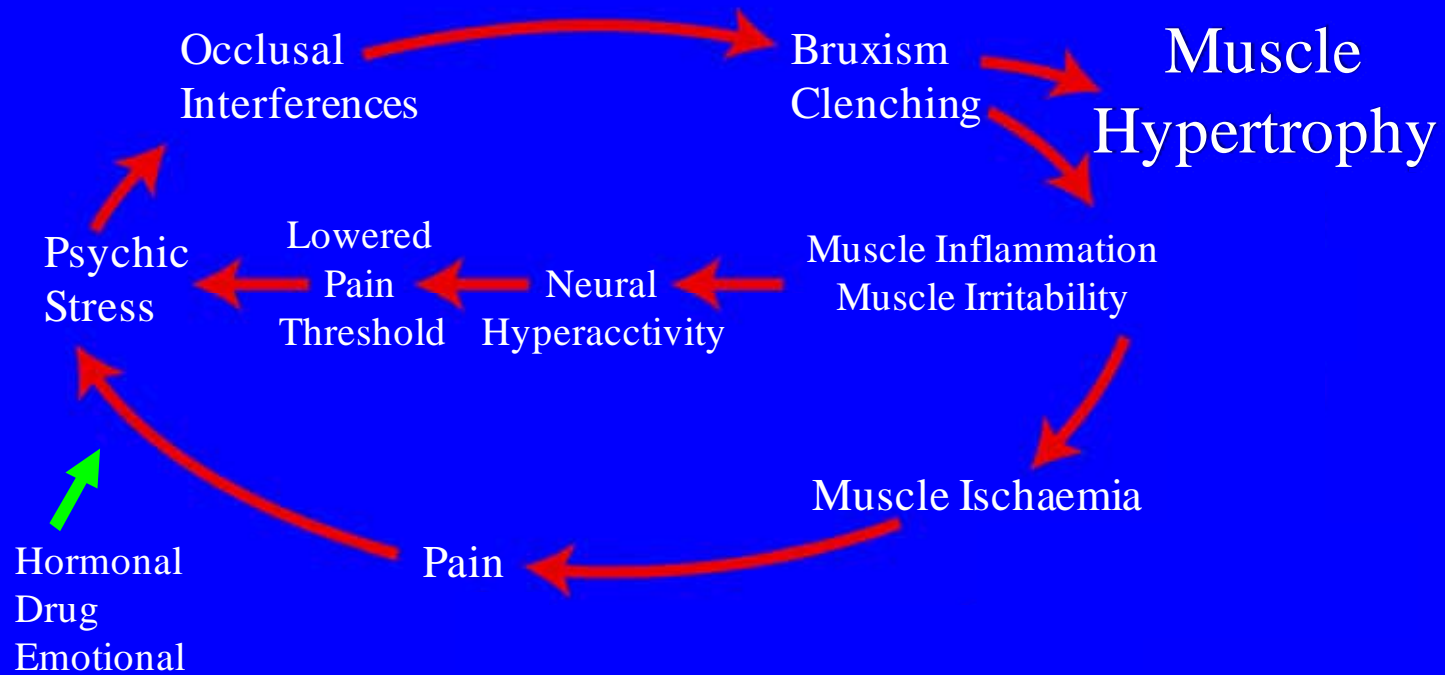 Occlusal
Interferences
Bruxism
Clenching
Muscle
Hypertrophy
Psychic
Stress
Lowered
Pain
Threshold
Neural
Hyperacctivity
Muscle Inflammation
Muscle Irritability
Muscle Ischaemia
Pain
Hormonal
Drug
Emotional